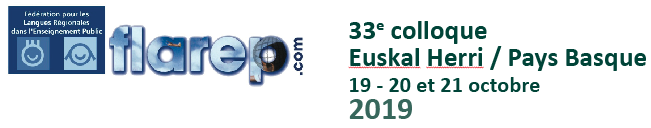 Fédération pour les
Langues Régionales
dans l'Enseignement Public
flarep.com
33e colloque
Euskal Herri / Pays Basque
19 - 20 et 21 octobre
2019